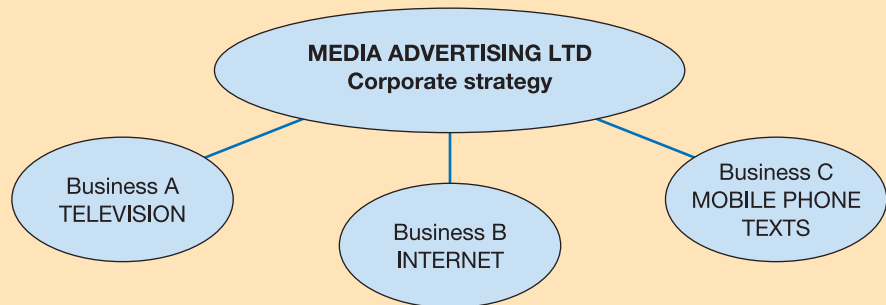 MEDIA ADVERTISING LTD
Corporate strategy
Business A
TELEVISION
Business B
INTERNET
Business C
MOBILE PHONE
TEXTS